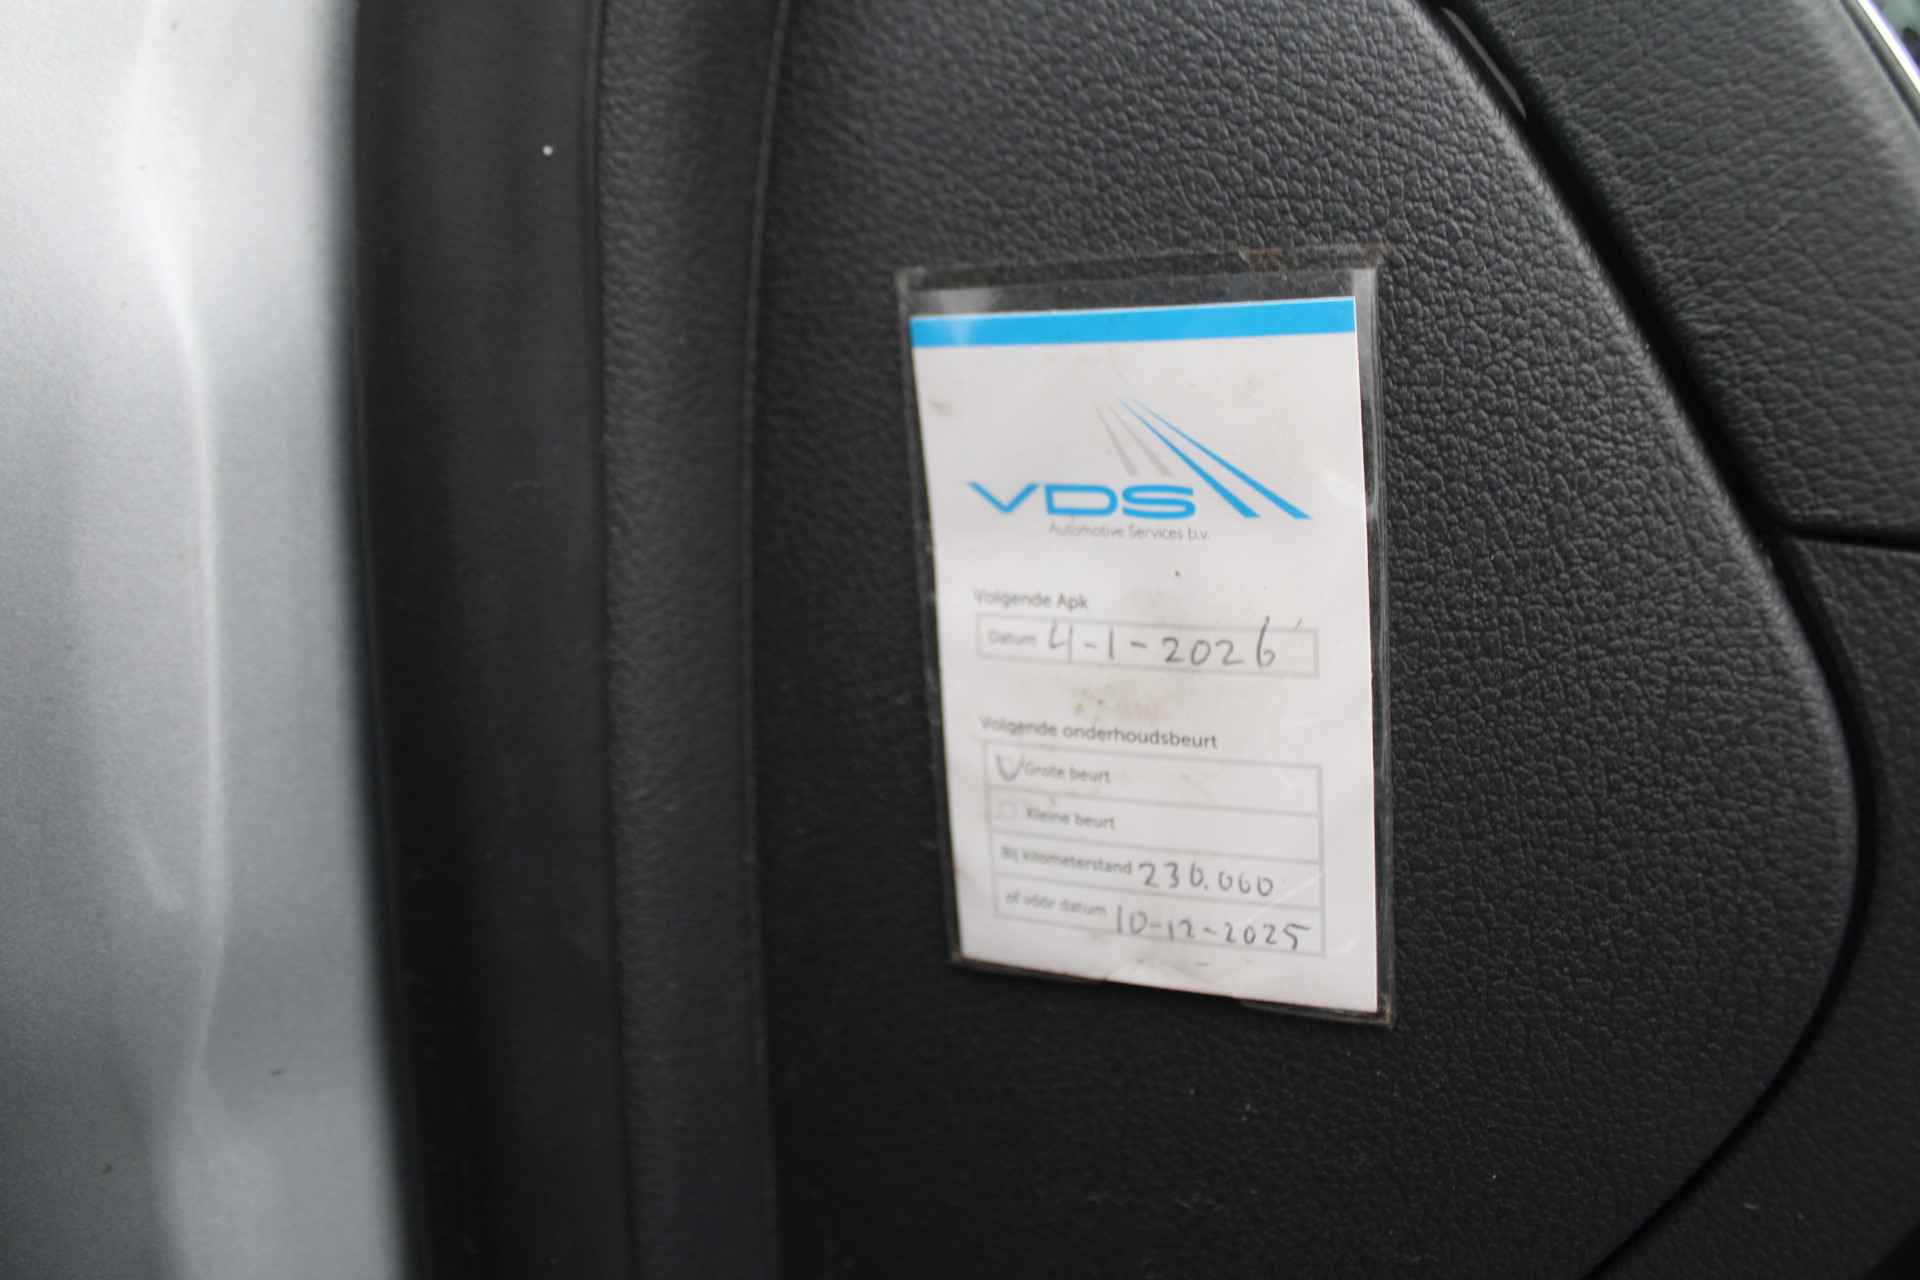 VDS
Automotive Services b.v.
Volgende Apk
Datum 4-1-2026
Volgende onderhoudsbeurt
Grote beurt
Kleine beurt
Bij kilometerstand 230.000
of vóór datum 10-12-2025